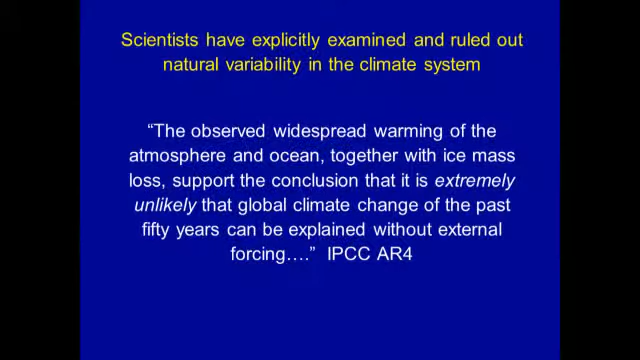 Scientists have explicitly examined and ruled out
natural variability in the climate system
“The observed widespread warming of the
atmosphere and ocean, together with ice mass
loss, support the conclusion that it is extremely
unlikely that global climate change of the past
fifty years can be explained without external
forcing….” IPCC AR4